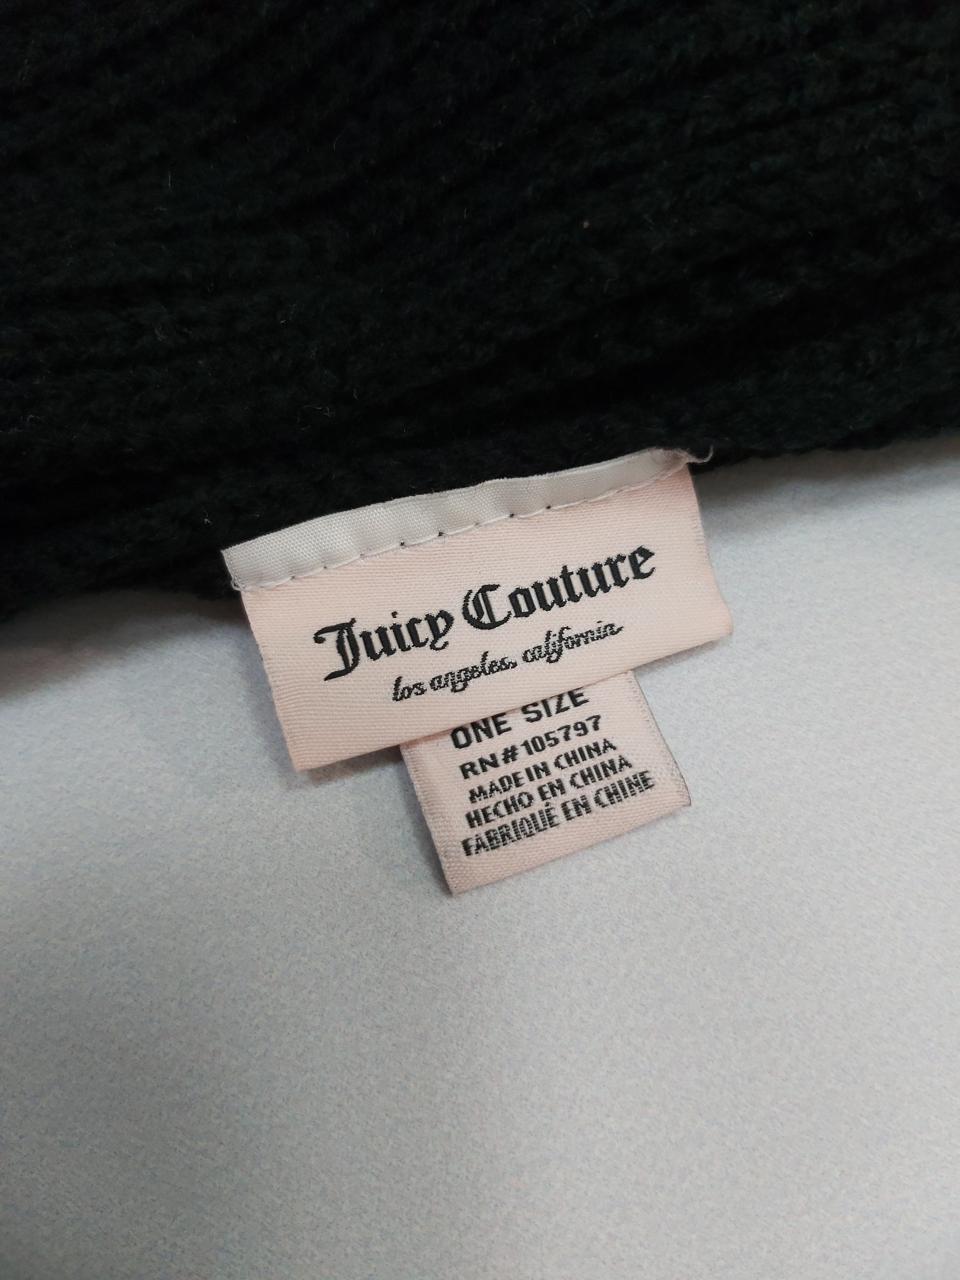 Juicy Couture
los angeles, california
ONE SIZE
RN#105797
MADE IN CHINA
HECHO EN CHINA
FABRIQUÉ EN CHINE